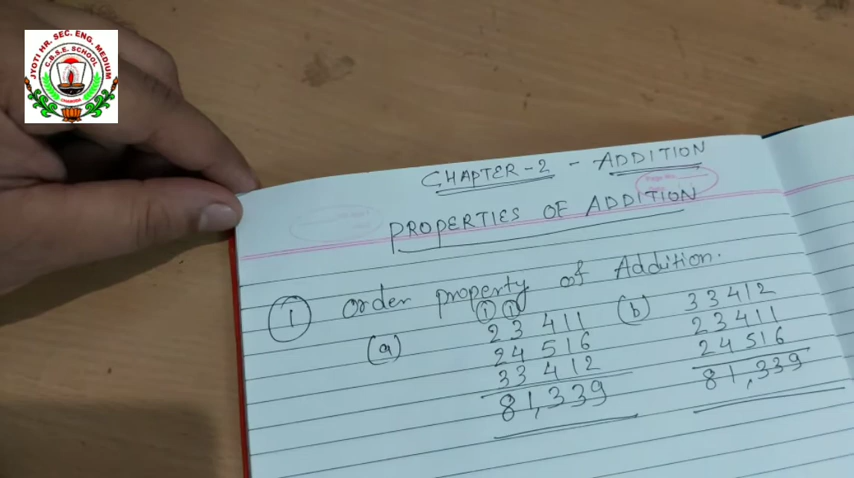 JYOTI HR. SEC. ENG. MEDIUM
C.B.S.E. SCHOOL
CHAPTER-2 - ADDITION
PROPERTIES OF ADDITION
① Order property of Addition.
① ①
(a) 23 411 (b) 33412
24 516 23411
33 412 24516
81,339 81,339